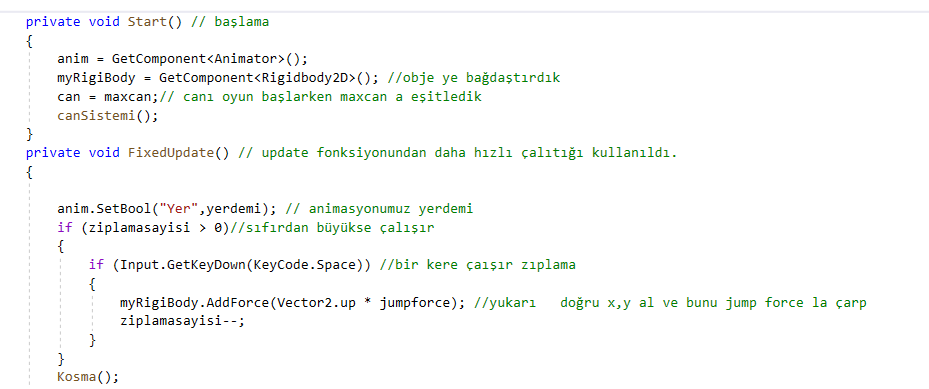 private void Start() // başlama
{
anim = GetComponent<Animator>();
myRigiBody = GetComponent<Rigidbody2D>(); //obje ye bağdaştırdık
can = maxcan;// canı oyun başlarken maxcan a eşitledik
canSistemi();
}
private void FixedUpdate() // update fonksiyonundan daha hızlı çalıtığı kullanıldı.
{
anim.SetBool("Yer",yerdemi); // animasyonumuz yerdemi
if (ziplamasayisi > 0)//sıfırdan büyükse çalışır
{
if (Input.GetKeyDown(KeyCode.Space)) //bir kere çaışır zıplama
{
myRigiBody.AddForce(Vector2.up * jumpforce); //yukarı doğru x,y al ve bunu jump force la çarp
ziplamasayisi--;
}
}
Kosma();